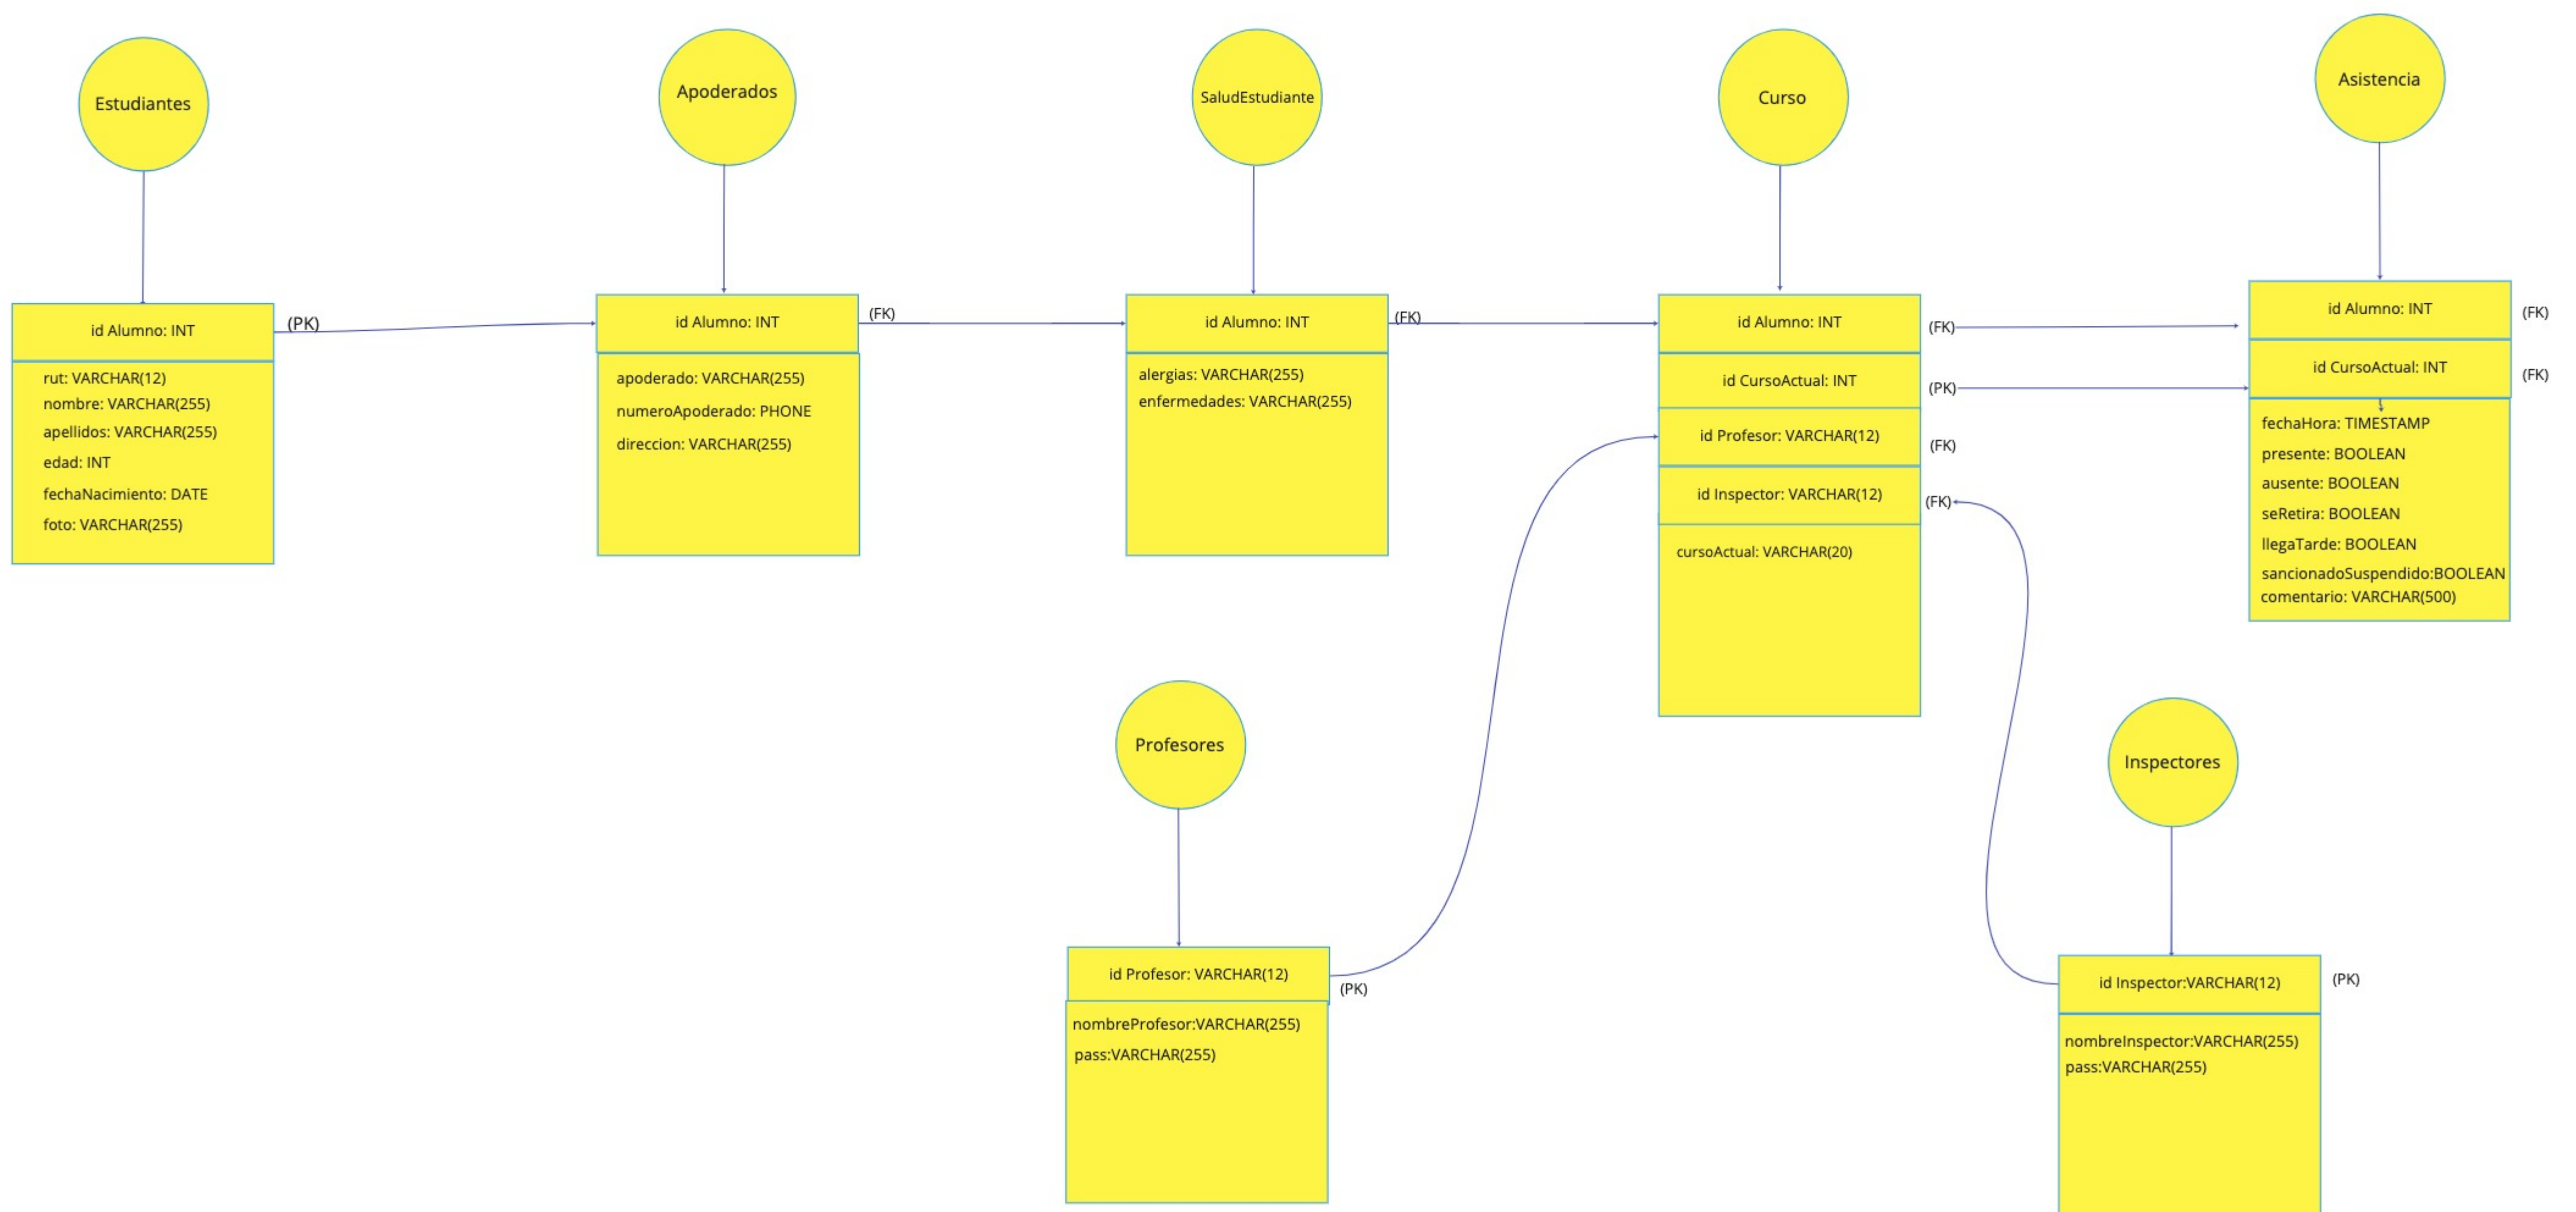 Estudiantes
Apoderados
SaludEstudiante
Curso
Asistencia
id Alumno: INT
(PK)
rut: VARCHAR(12)
nombre: VARCHAR(255)
apellidos: VARCHAR(255)
edad: INT
fechaNacimiento: DATE
foto: VARCHAR(255)
id Alumno: INT
(FK)
apoderado: VARCHAR(255)
numeroApoderado: PHONE
direccion: VARCHAR(255)
id Alumno: INT
(FK)
alergias: VARCHAR(255)
enfermedades: VARCHAR(255)
id Alumno: INT
(FK)
id CursoActual: INT
(PK)
id Profesor: VARCHAR(12)
(FK)
id Inspector: VARCHAR(12)
(FK)
cursoActual: VARCHAR(20)
id Alumno: INT
(FK)
id CursoActual: INT
(FK)
fechaHora: TIMESTAMP
presente: BOOLEAN
ausente: BOOLEAN
seRetira: BOOLEAN
llegaTarde: BOOLEAN
sancionadoSuspendido:BOOLEAN
comentario: VARCHAR(500)
Profesores
id Profesor: VARCHAR(12)
(PK)
nombreProfesor:VARCHAR(255)
pass:VARCHAR(255)
Inspectores
id Inspector:VARCHAR(12)
(PK)
nombreInspector:VARCHAR(255)
pass:VARCHAR(255)